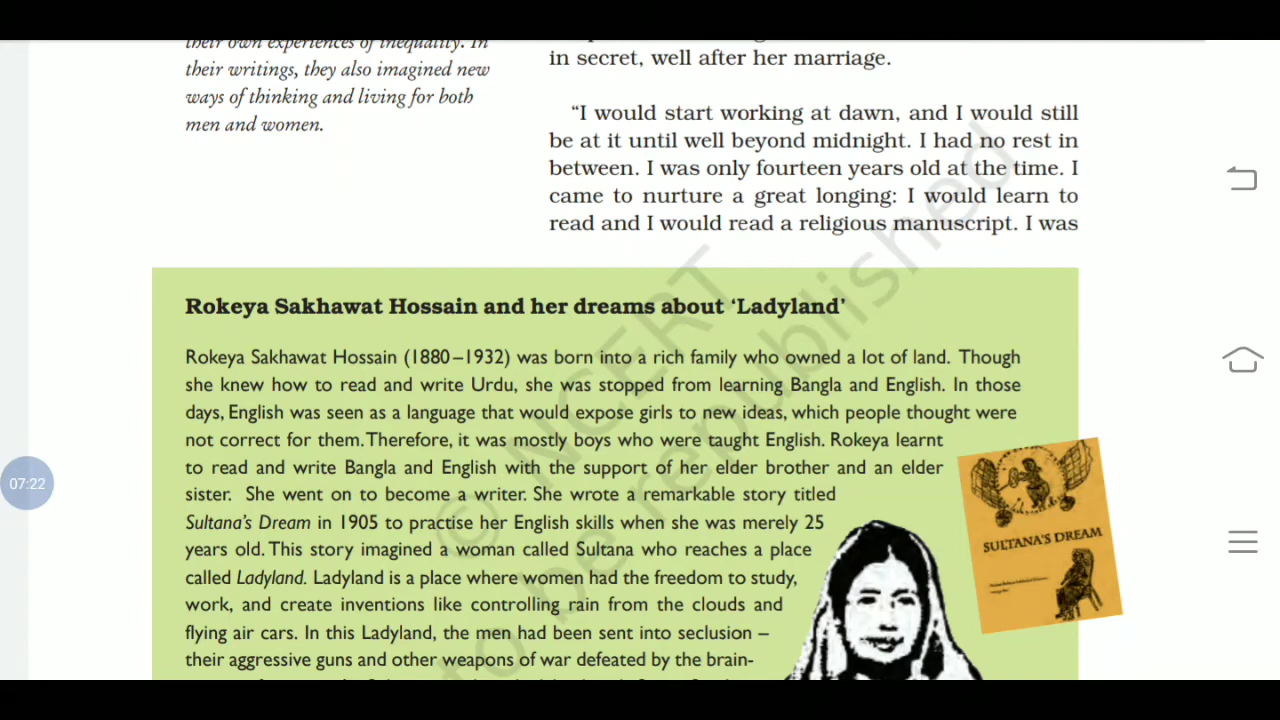 their own experiences of inequality. In
their writings, they also imagined new
ways of thinking and living for both
men and women.
in secret, well after her marriage.
“I would start working at dawn, and I would still
be at it until well beyond midnight. I had no rest in
between. I was only fourteen years old at the time. I
came to nurture a great longing: I would learn to
read and I would read a religious manuscript. I was
Rokeya Sakhawat Hossain and her dreams about ‘Ladyland’
Rokeya Sakhawat Hossain (1880–1932) was born into a rich family who owned a lot of land. Though
she knew how to read and write Urdu, she was stopped from learning Bangla and English. In those
days, English was seen as a language that would expose girls to new ideas, which people thought were
not correct for them. Therefore, it was mostly boys who were taught English. Rokeya learnt
to read and write Bangla and English with the support of her elder brother and an elder
sister. She went on to become a writer. She wrote a remarkable story titled
Sultana’s Dream in 1905 to practise her English skills when she was merely 25
years old. This story imagined a woman called Sultana who reaches a place
called Ladyland. Ladyland is a place where women had the freedom to study,
work, and create inventions like controlling rain from the clouds and
flying air cars. In this Ladyland, the men had been sent into seclusion –
their aggressive guns and other weapons of war defeated by the brain-
SULTANA'S DREAM
© NCERT
to be republished
07:22